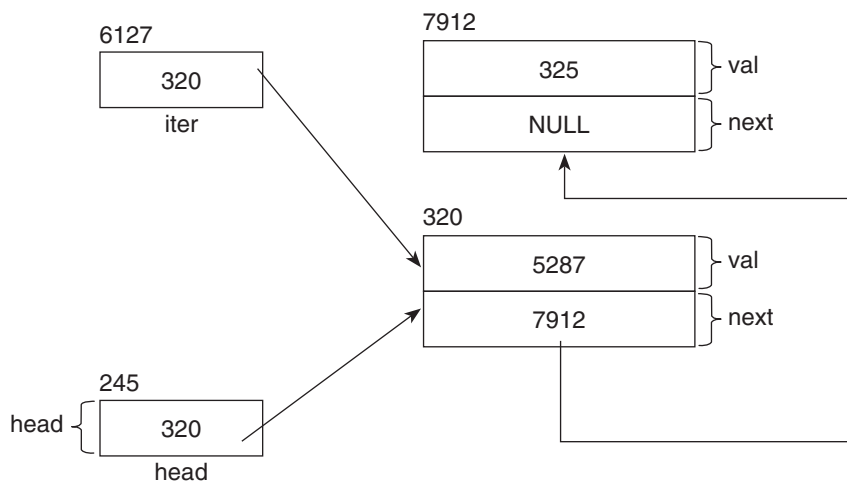 6127
320
iter
7912
325
val
NULL
next
320
5287
val
7912
next
245
head
320
head